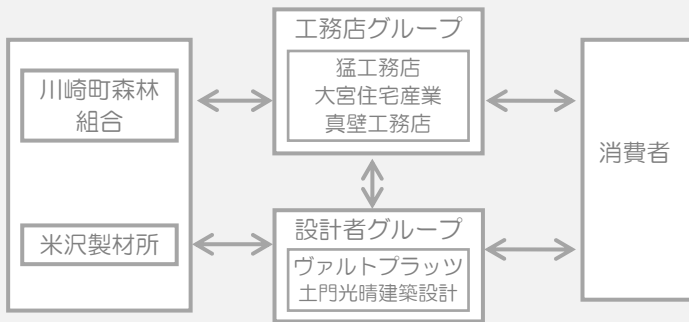 川崎町森林
組合
米沢製材所
工務店グループ
猛工務店
大宮住宅産業
真壁工務店
設計者グループ
ヴァルトプラッツ
土門光晴建築設計
消費者